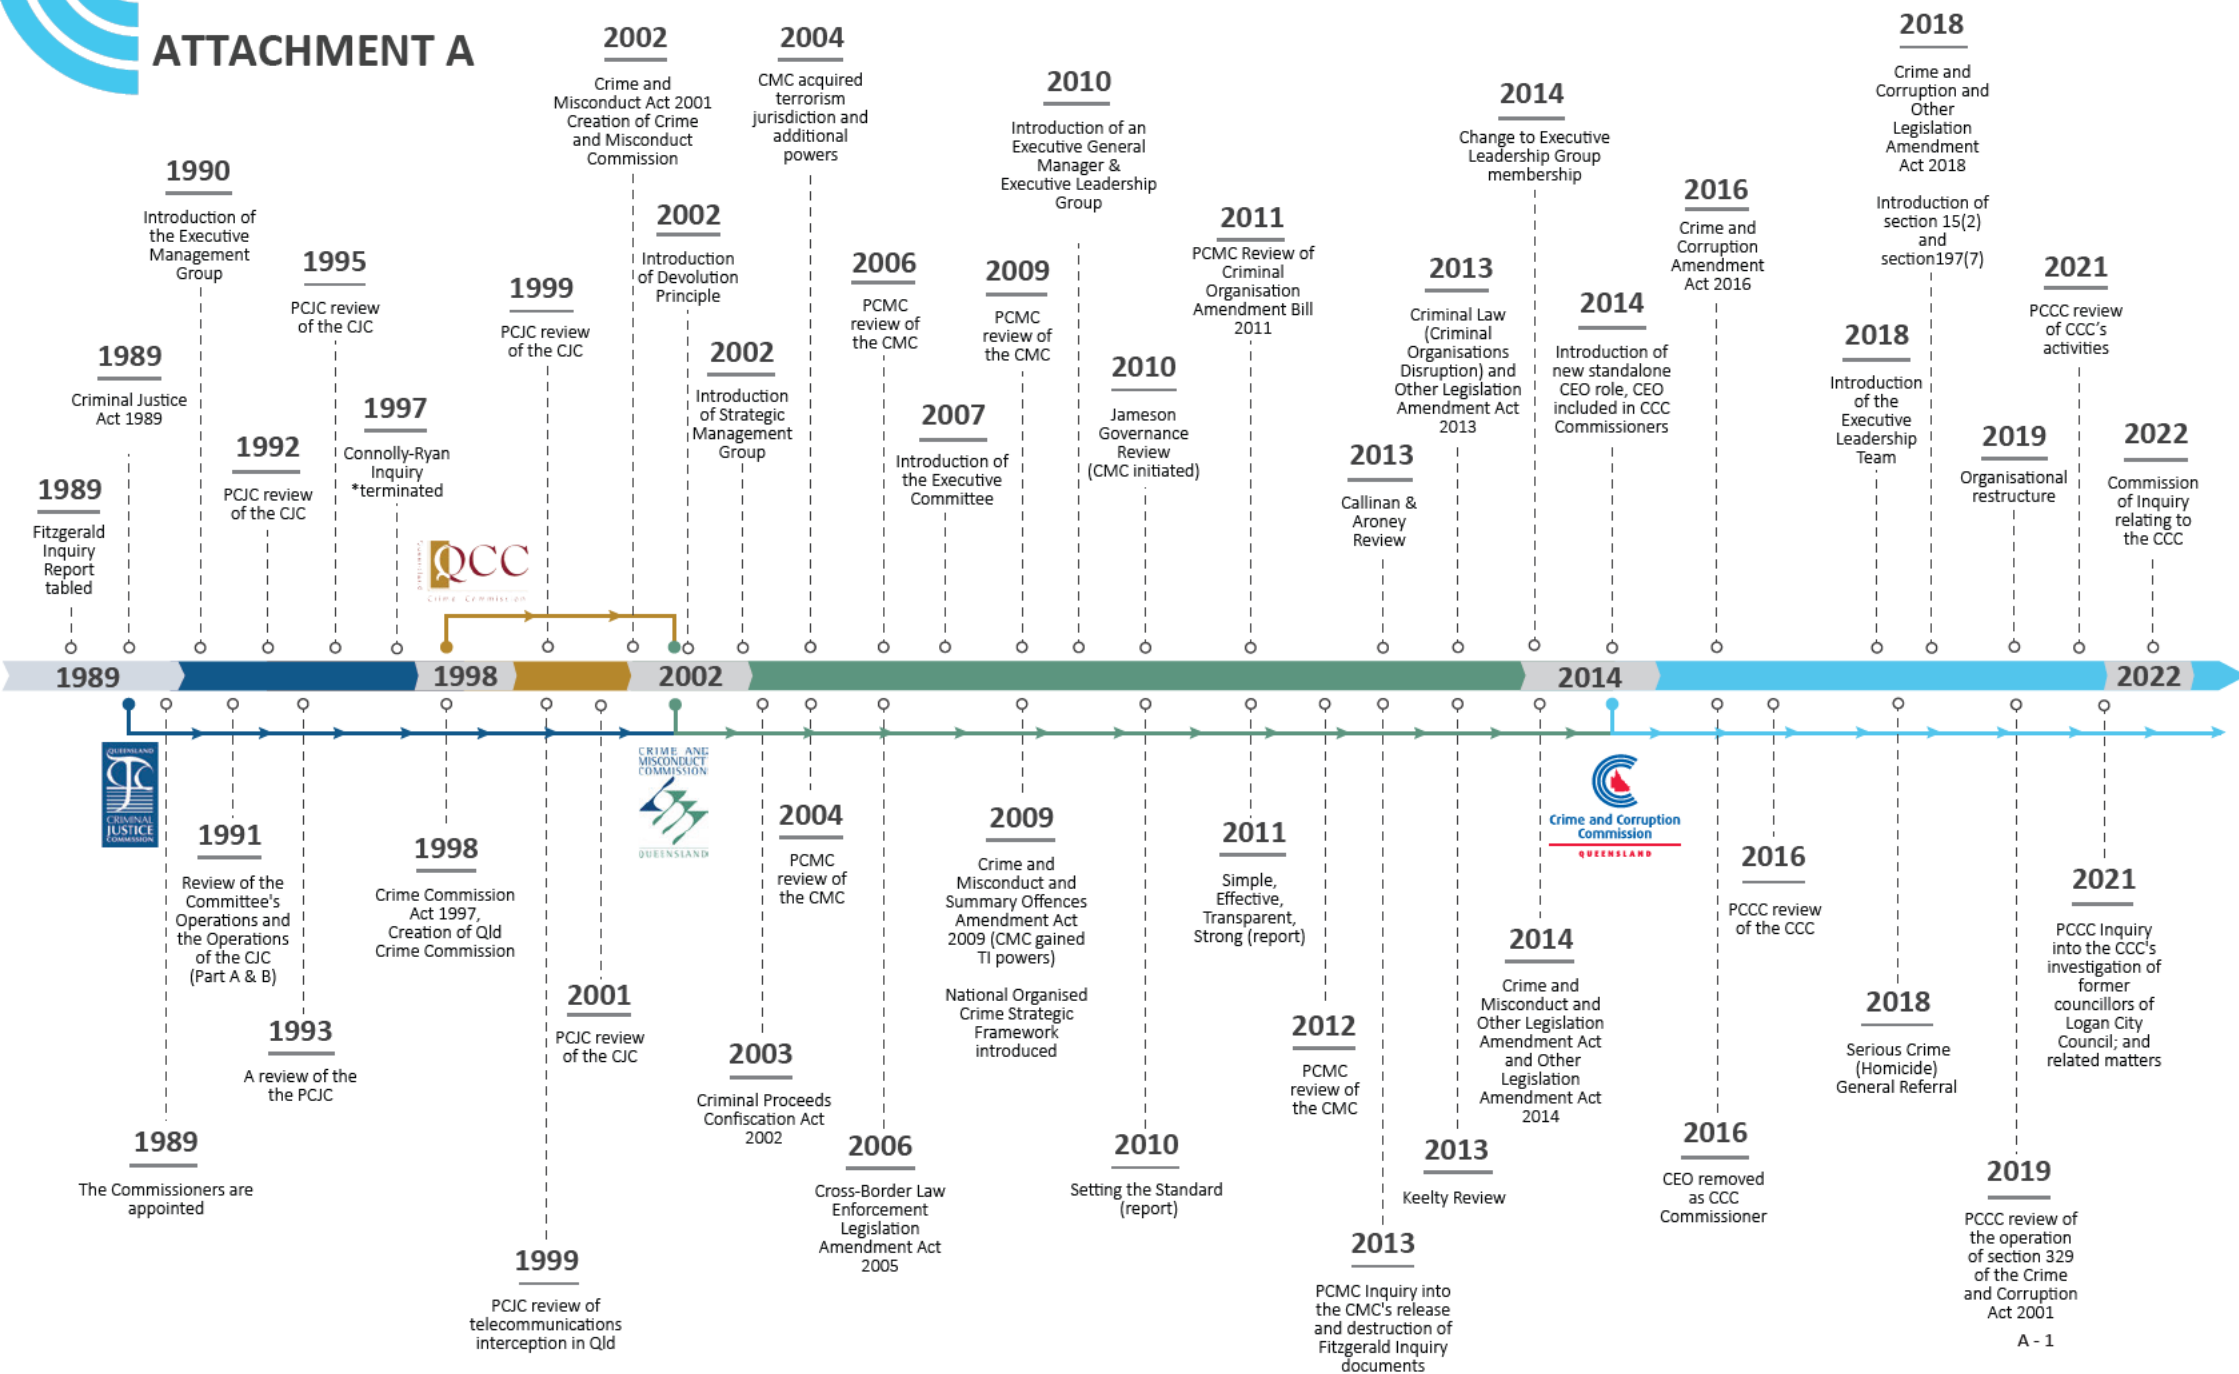 ATTACHMENT A
1989
Fitzgerald
Inquiry
Report
tabled
1989
Criminal Justice
Act 1989
1990
Introduction of
the Executive
Management
Group
1992
PCJC review
of the CJC
1995
PCJC review
of the CJC
1997
Connolly-Ryan
Inquiry
*terminated
QCC
Crime Commission
1999
PCJC review
of the CJC
2002
Crime and
Misconduct Act 2001
Creation of Crime
and Misconduct
Commission
2002
Introduction
of Devolution
Principle
2002
Introduction
of Strategic
Management
Group
2004
CMC acquired
terrorism
jurisdiction and
additional
powers
2006
PCMC
review of
the CMC
2007
Introduction of
the Executive
Committee
2009
PCMC
review of
the CMC
2010
Introduction of an
Executive General
Manager &
Executive Leadership
Group
2010
Jameson
Governance
Review
(CMC initiated)
2011
PCMC Review of
Criminal
Organisation
Amendment Bill
2011
2013
Callinan &
Aroney
Review
2013
Criminal Law
(Criminal
Organisations
Disruption) and
Other Legislation
Amendment Act
2013
2014
Change to Executive
Leadership Group
membership
2014
Introduction of
new standalone
CEO role, CEO
included in CCC
Commissioners
2016
Crime and
Corruption
Amendment
Act 2016
2018
Introduction
of the
Executive
Leadership
Team
2018
Crime and
Corruption and
Other
Legislation
Amendment
Act 2018
Introduction of
section 15(2)
and
section197(7)
2019
Organisational
restructure
2021
PCCC review
of CCC's
activities
2022
Commission
of Inquiry
relating to
the CCC
1989
1998
2002
2014
2022
QUEENSLAND
CJC
CRIMINAL
JUSTICE
COMMISSION
1989
The Commissioners are
appointed
1991
Review of the
Committee's
Operations and
the Operations
of the CJC
(Part A & B)
1993
A review of the
the PCJC
1998
Crime Commission
Act 1997,
Creation of Qld
Crime Commission
1999
PCJC review of
telecommunications
interception in Qld
2001
PCJC review
of the CJC
CRIME AND
MISCONDUCT
COMMISSION
QUEENSLAND
2003
Criminal Proceeds
Confiscation Act
2002
2004
PCMC
review of
the CMC
2006
Cross-Border Law
Enforcement
Legislation
Amendment Act
2005
2009
Crime and
Misconduct and
Summary Offences
Amendment Act
2009 (CMC gained
TI powers)
National Organised
Crime Strategic
Framework
introduced
2010
Setting the Standard
(report)
2011
Simple,
Effective,
Transparent,
Strong (report)
2012
PCMC
review of
the CMC
2013
PCMC Inquiry into
the CMC's release
and destruction of
Fitzgerald Inquiry
documents
2013
Keelty Review
2014
Crime and
Misconduct and
Other Legislation
Amendment Act
and Other
Legislation
Amendment Act
2014
Crime and Corruption
Commission
QUEENSLAND
2016
CEO removed
as CCC
Commissioner
2016
PCCC review
of the CCC
2018
Serious Crime
(Homicide)
General Referral
2019
PCCC review of
the operation
of section 329
of the Crime
and Corruption
Act 2001
2021
PCCC Inquiry
into the CCC's
investigation of
former
councillors of
Logan City
Council; and
related matters
A - 1